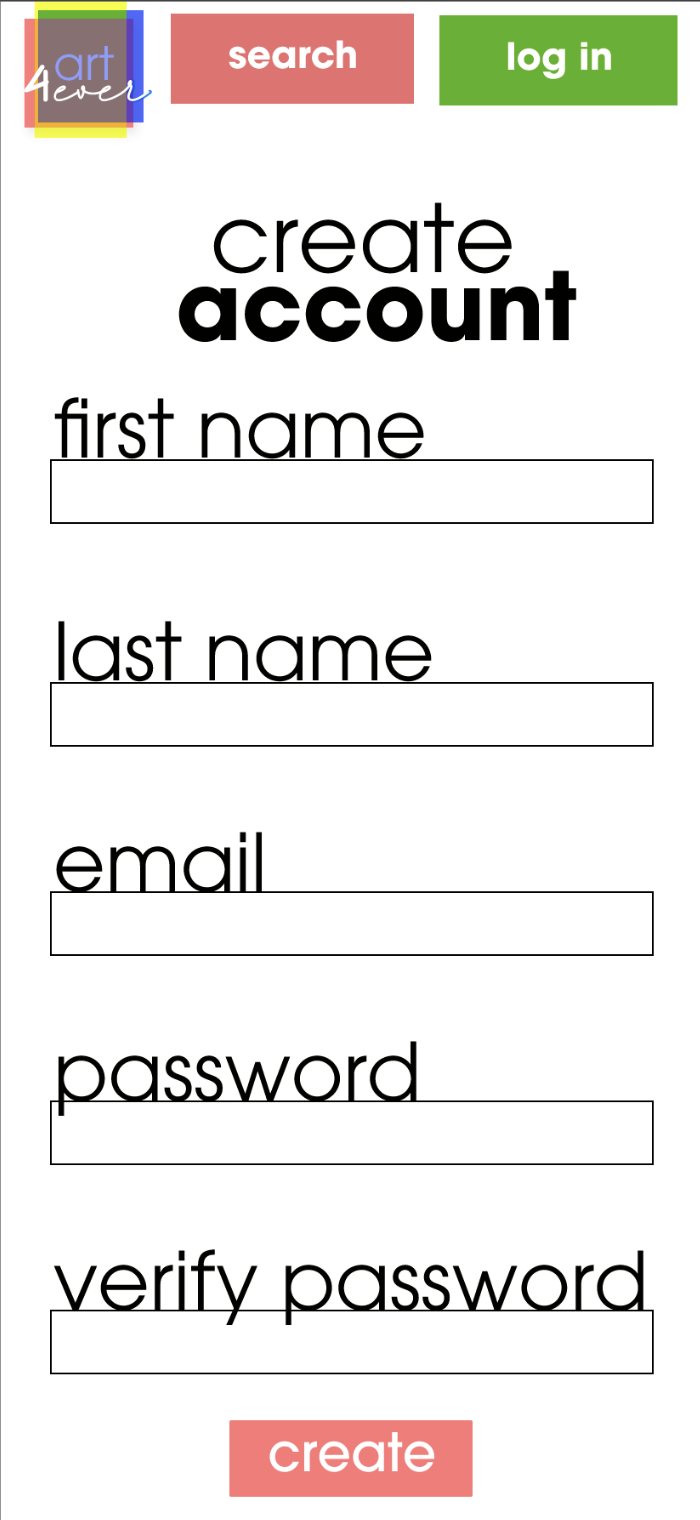 art
4ever
search
log in
create
account
first name
last name
email
password
verify password
create